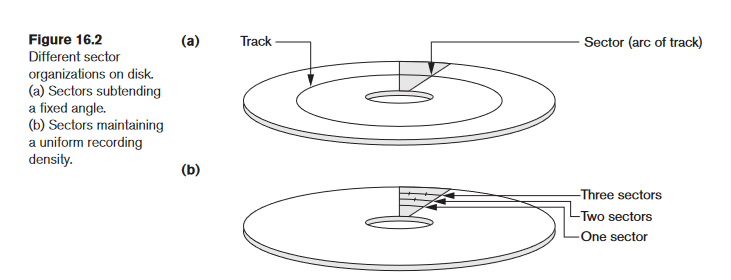 Figure 16.2
Different sector
organizations on disk.
(a) Sectors subtending
a fixed angle.
(b) Sectors maintaining
a uniform recording
density.
(a)
Track
Sector (arc of track)
(b)
Three sectors
Two sectors
One sector